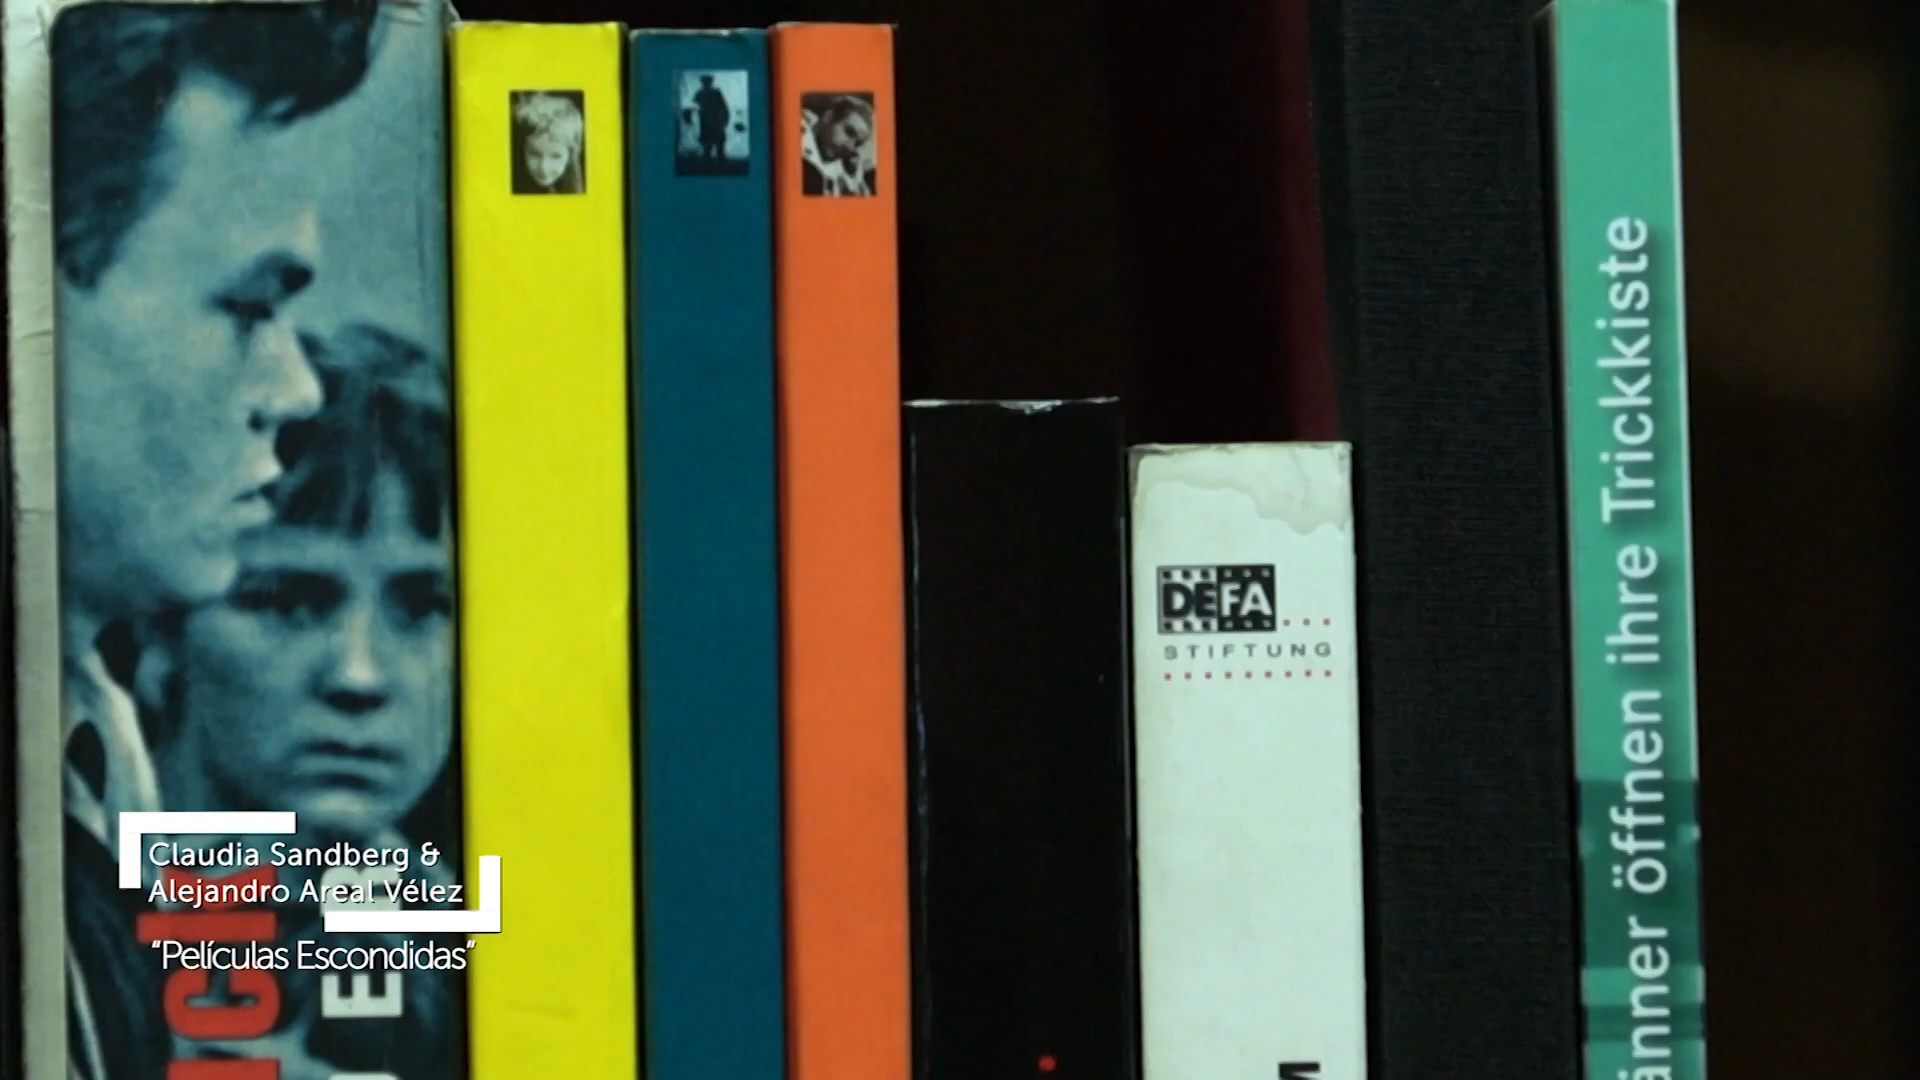 Claudia Sandberg &
Alejandro Areal Vélez
"Películas Escondidas"
DEFA
STIFTUNG
änner öffnen ihre Trickkiste